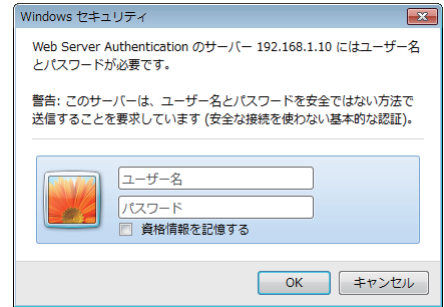 Windows セキュリティ
Web Server Authentication のサーバー 192.168.1.10 にはユーザー名
とパスワードが必要です。
警告: このサーバーは、ユーザー名とパスワードを安全ではない方法で
送信することを要求しています (安全な接続を使わない基本的な認証)。
ユーザー名
パスワード
資格情報を記憶する
OK キャンセル